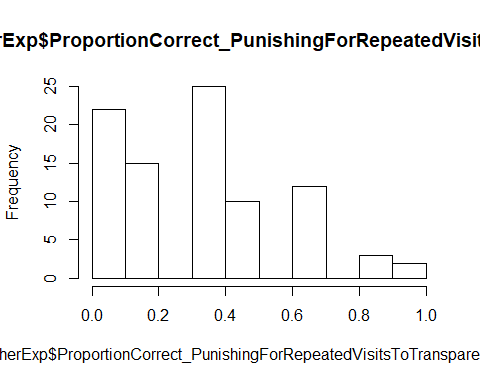 rExp$ProportionCorrect_PunishingForRepeatedVisit
Frequency
25
20
15
10
5
0
0.0 0.2 0.4 0.6 0.8 1.0
herExp$ProportionCorrect_PunishingForRepeatedVisitsToTranspare